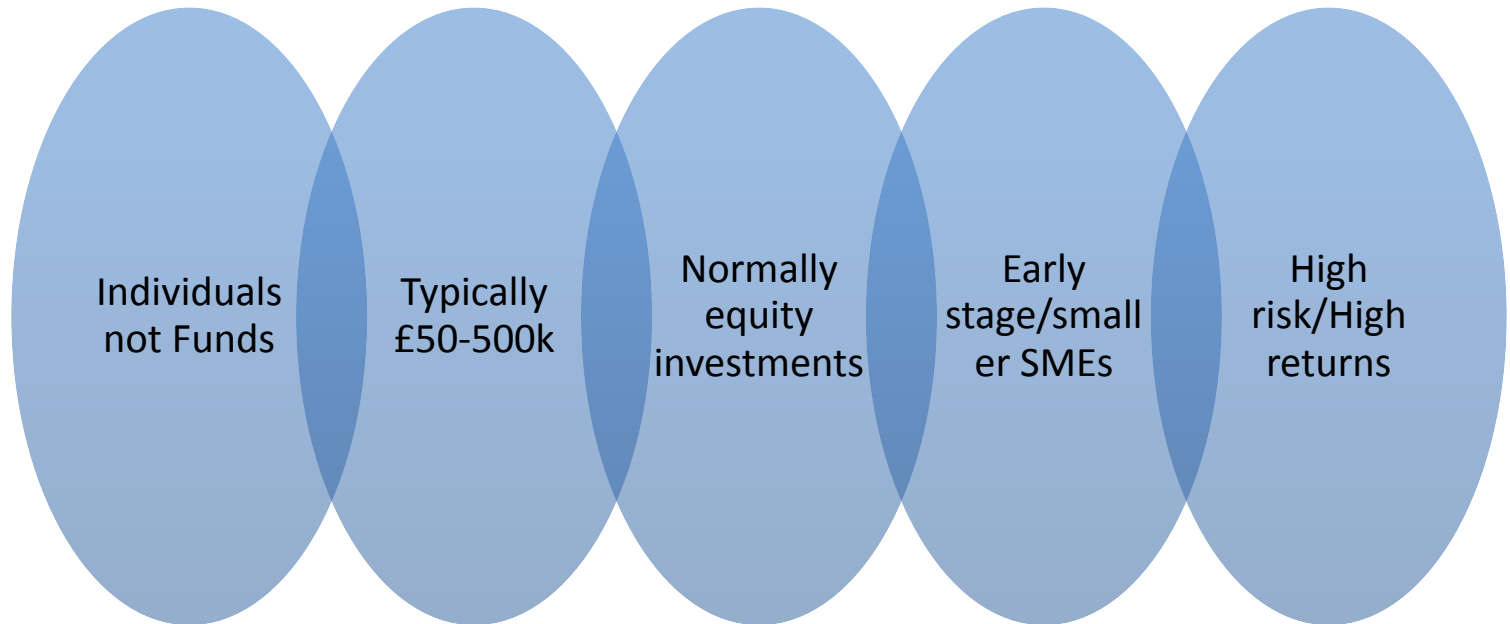 Individuals
not Funds
Typically
£50-500k
Normally
equity
investments
Early
stage/small
er SMEs
High
risk/High
returns